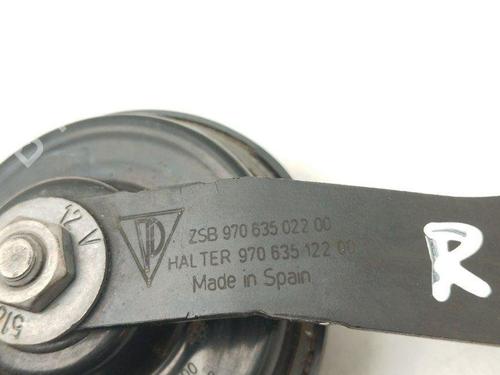 ZSB 970 635 022 00
HALTER 970 635 122 00
Made in Spain
12 V
R